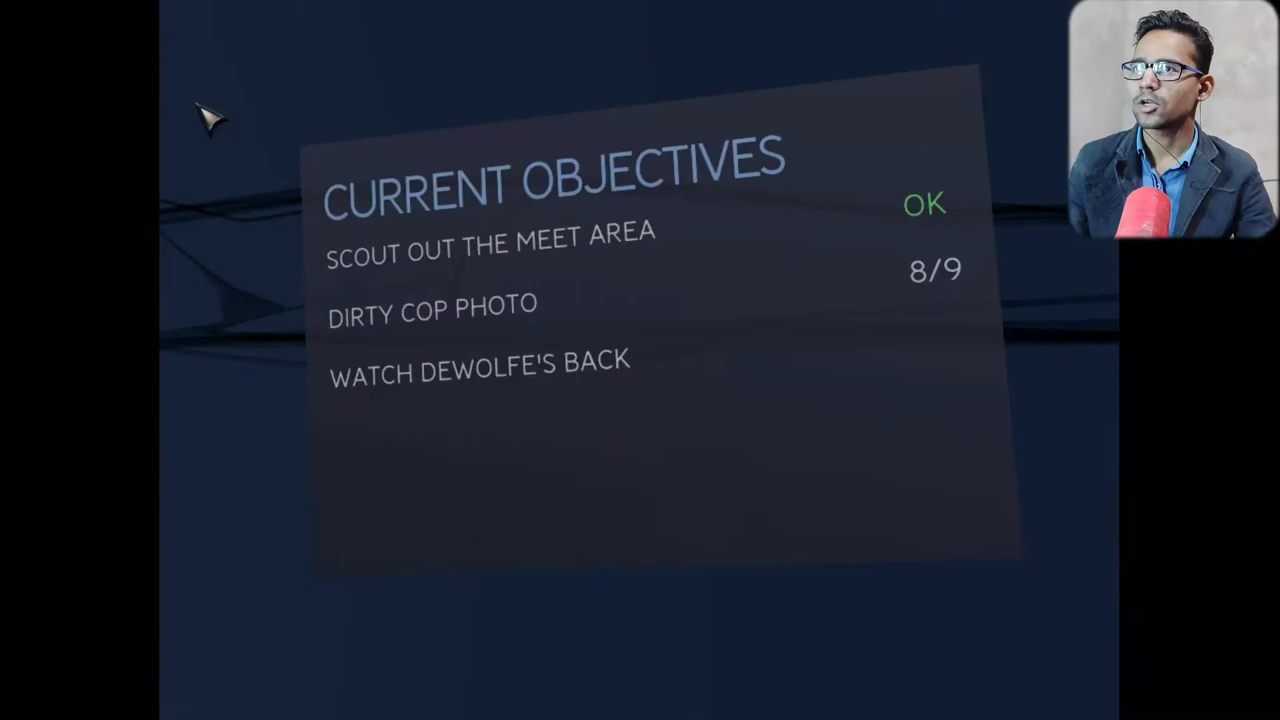 CURRENT OBJECTIVES
SCOUT OUT THE MEET AREA OK
DIRTY COP PHOTO 8/9
WATCH DEWOLFE'S BACK